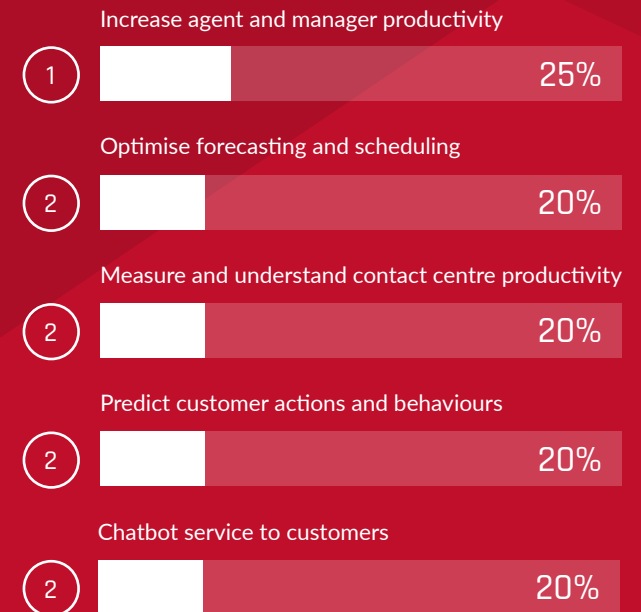 Increase agent and manager productivity
1
25%
Optimise forecasting and scheduling
2
20%
Measure and understand contact centre productivity
2
20%
Predict customer actions and behaviours
2
20%
Chatbot service to customers
2
20%